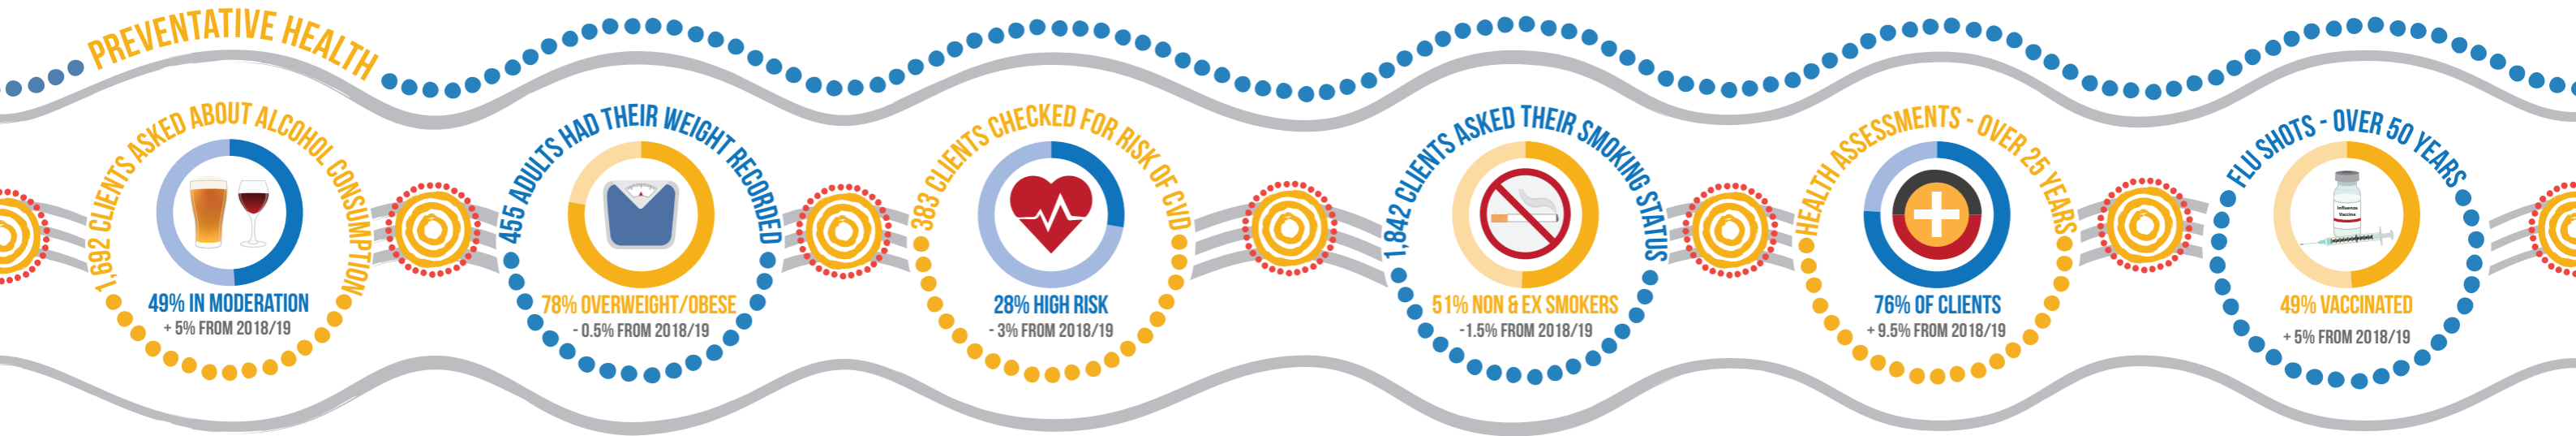 PREVENTATIVE HEALTH
1,692 CLIENTS ASKED ABOUT ALCOHOL CONSUMPTION
49% IN MODERATION
+ 5% FROM 2018/19
455 ADULTS HAD THEIR WEIGHT RECORDED
78% OVERWEIGHT/OBESE
- 0.5% FROM 2018/19
383 CLIENTS CHECKED FOR RISK OF CVD
28% HIGH RISK
- 3% FROM 2018/19
1,842 CLIENTS ASKED THEIR SMOKING STATUS
51% NON & EX SMOKERS
-1.5% FROM 2018/19
HEALTH ASSESSMENTS - OVER 25 YEARS
76% OF CLIENTS
+ 9.5% FROM 2018/19
FLU SHOTS - OVER 50 YEARS
Influenza
Vaccine
49% VACCINATED
+ 5% FROM 2018/19